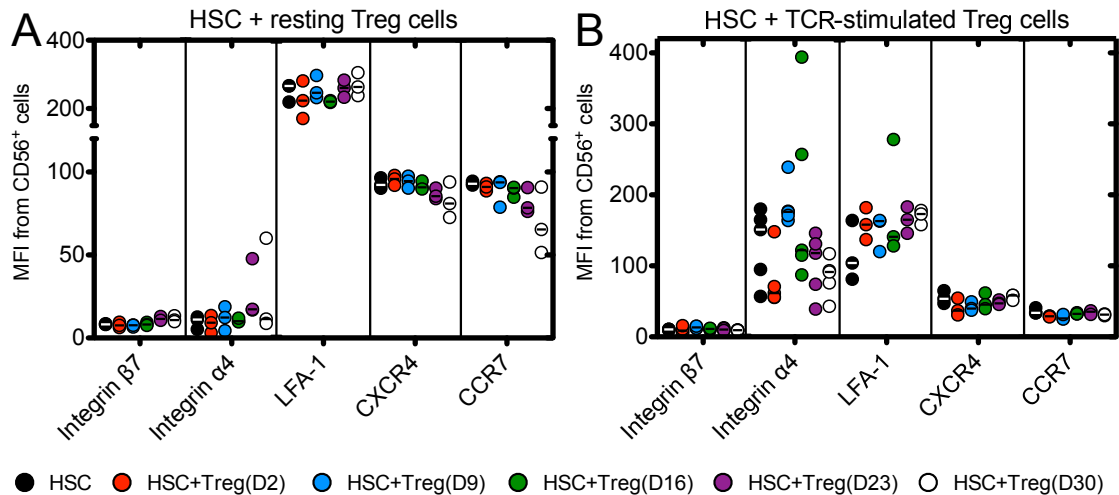 A
HSC + resting Treg cells
MFI from CD56⁺ cells
400
200
100
50
0
Integrin β7
Integrin α4
LFA-1
CXCR4
CCR7
B
HSC + TCR-stimulated Treg cells
MFI from CD56⁺ cells
400
300
200
100
0
Integrin β7
Integrin α4
LFA-1
CXCR4
CCR7
HSC HSC+Treg(D2) HSC+Treg(D9) HSC+Treg(D16) HSC+Treg(D23) HSC+Treg(D30)